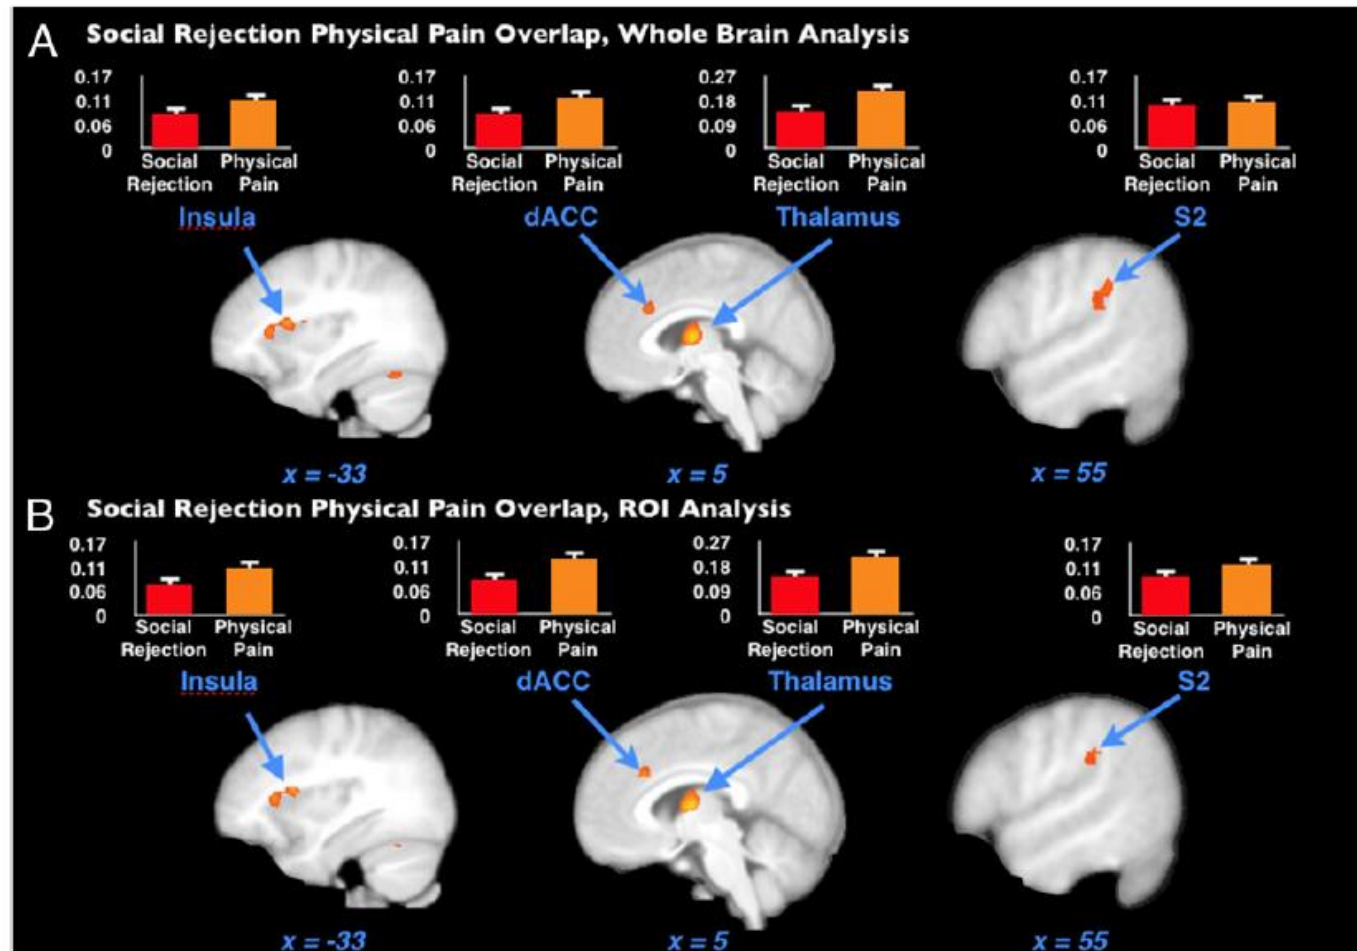 A Social Rejection Physical Pain Overlap, Whole Brain Analysis
0.17 0.17 0.27 0.17
0.11 0.11 0.18 0.11
0.06 0.06 0.09 0.06
0 0 0 0
Social Physical Social Physical Social Physical Social Physical
Rejection Pain Rejection Pain Rejection Pain Rejection Pain
Insula dACC Thalamus S2
x = -33 x = 5 x = 55
B Social Rejection Physical Pain Overlap, ROI Analysis
0.17 0.17 0.27 0.17
0.11 0.11 0.18 0.11
0.06 0.06 0.09 0.06
0 0 0 0
Social Physical Social Physical Social Physical Social Physical
Rejection Pain Rejection Pain Rejection Pain Rejection Pain
Insula dACC Thalamus S2
x = -33 x = 5 x = 55